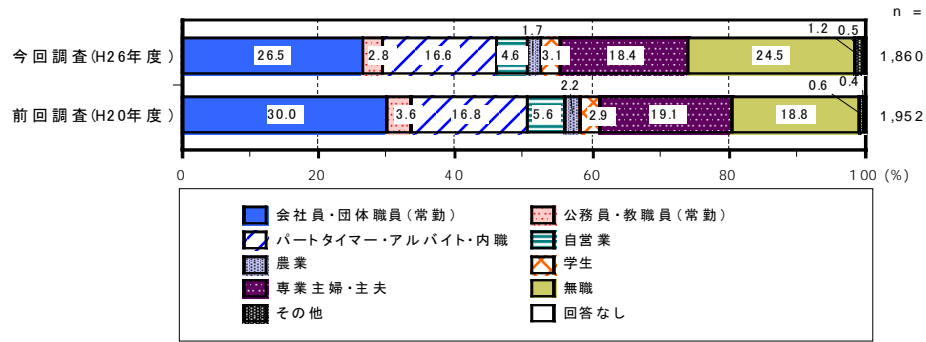 n =
1.7 1.2 0.5
今回調査(H26年度) 26.5 2.8 16.6 4.6 3.1 18.4 24.5 1,860
2.2 0.6 0.4
前回調査(H20年度) 30.0 3.6 16.8 5.6 2.9 19.1 18.8 1,952
0 20 40 60 80 100 (%)
会社員・団体職員(常勤) 公務員・教職員(常勤)
パートタイマー・アルバイト・内職 自営業
農業 学生
専業主婦・主夫 無職
その他 回答なし